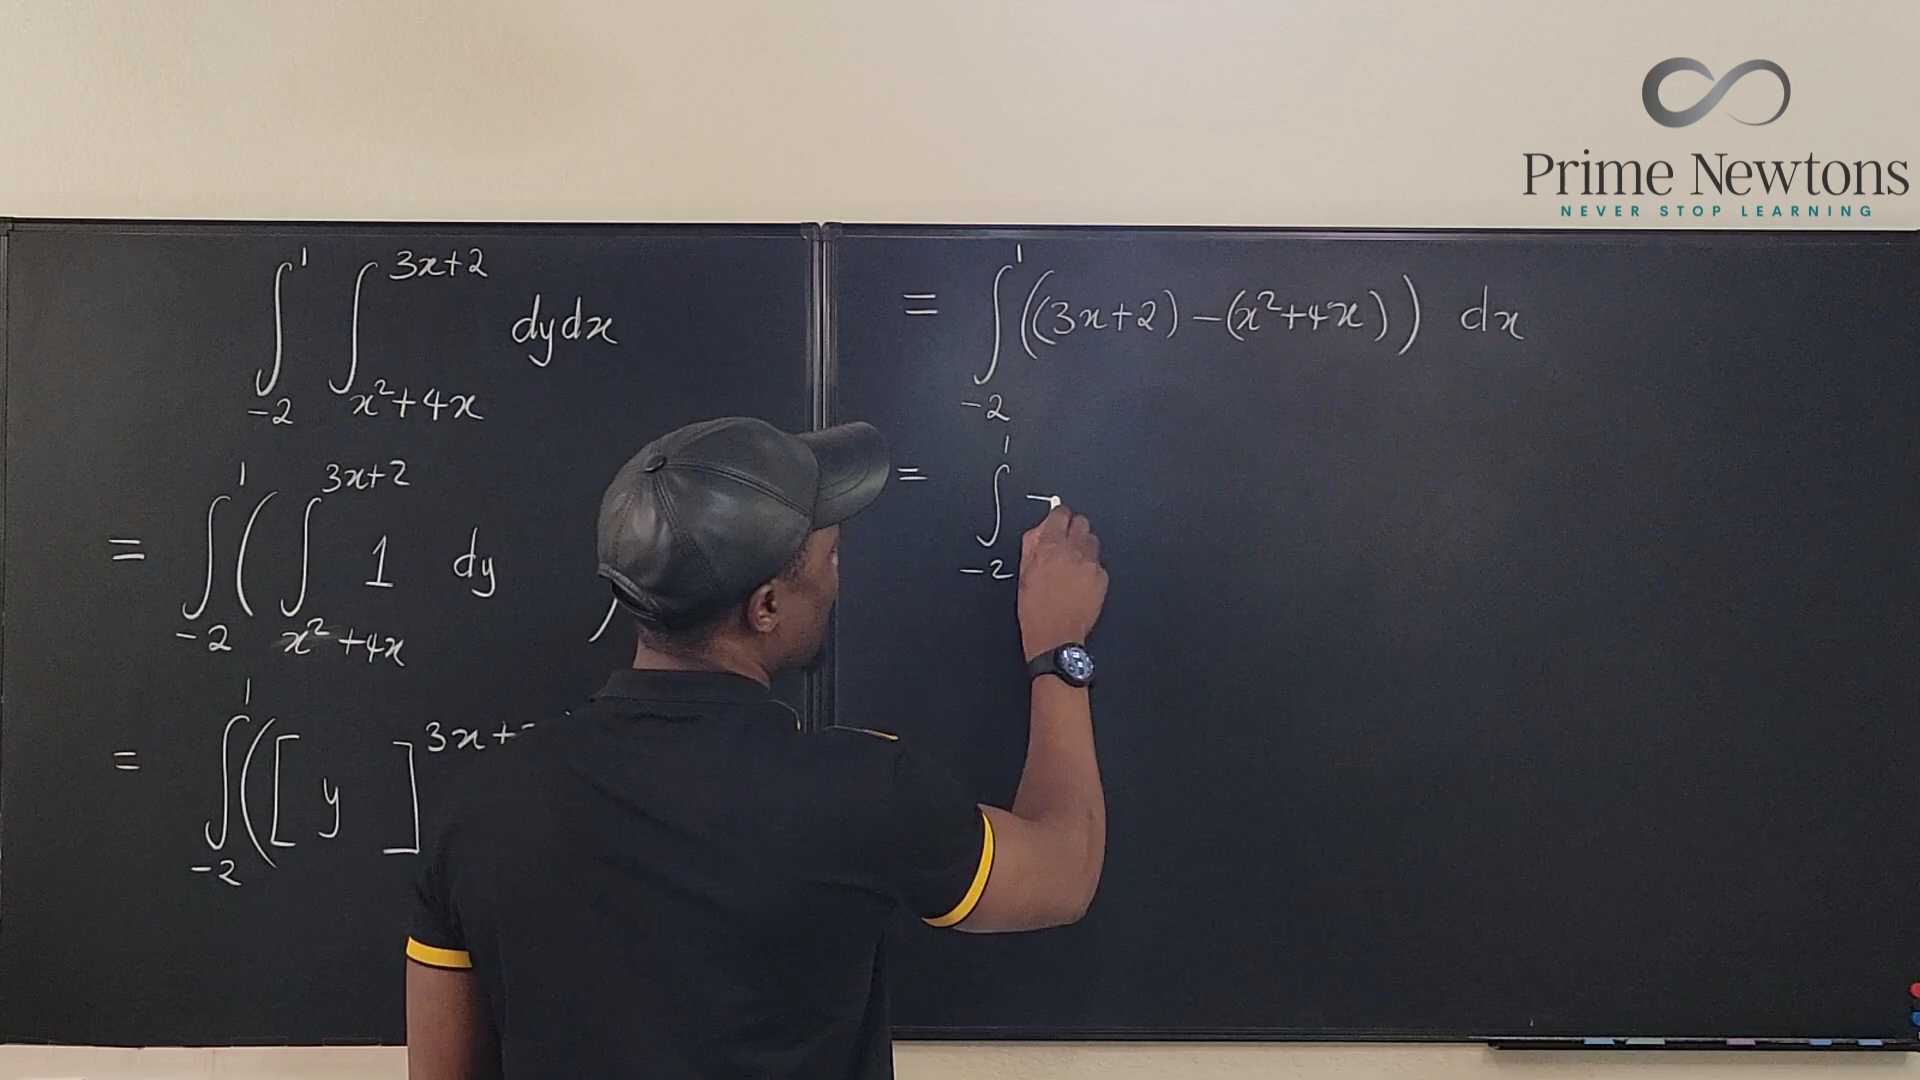 Prime Newtons
NEVER STOP LEARNING
∫_{-2}^{1} ∫_{x²+4x}^{3x+2} dydx
= ∫_{-2}^{1} ( ∫_{x²+4x}^{3x+2} 1 dy )
= ∫_{-2}^{1} ( [ y ]^{3x+
= ∫_{-2}^{1} ((3x+2) - (x²+4x)) dx
= ∫_{-2}^{1} -